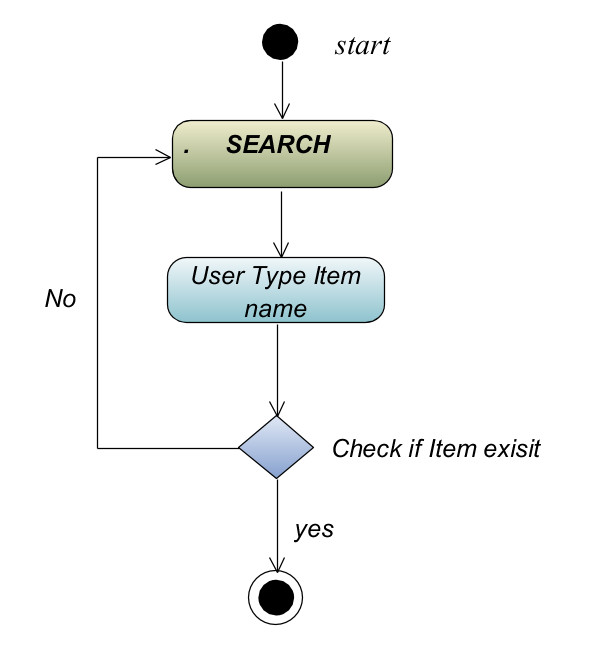 start
. SEARCH
User Type Item
name
No
Check if Item exisit
yes